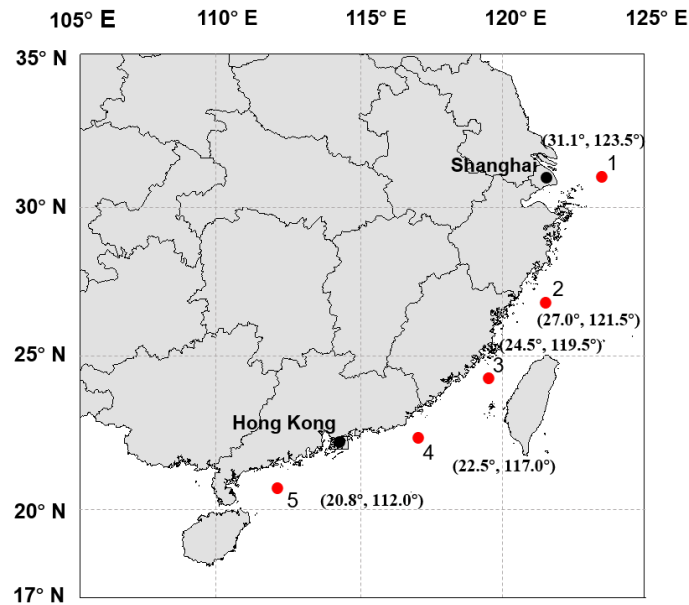 105° E 110° E 115° E 120° E 125° E
35° N
(31.1°, 123.5°)
Shanghai 1
30° N
2
(27.0°, 121.5°)
(24.5°, 119.5°)
25° N
3
Hong Kong
4
(22.5°, 117.0°)
5 (20.8°, 112.0°)
20° N
17° N